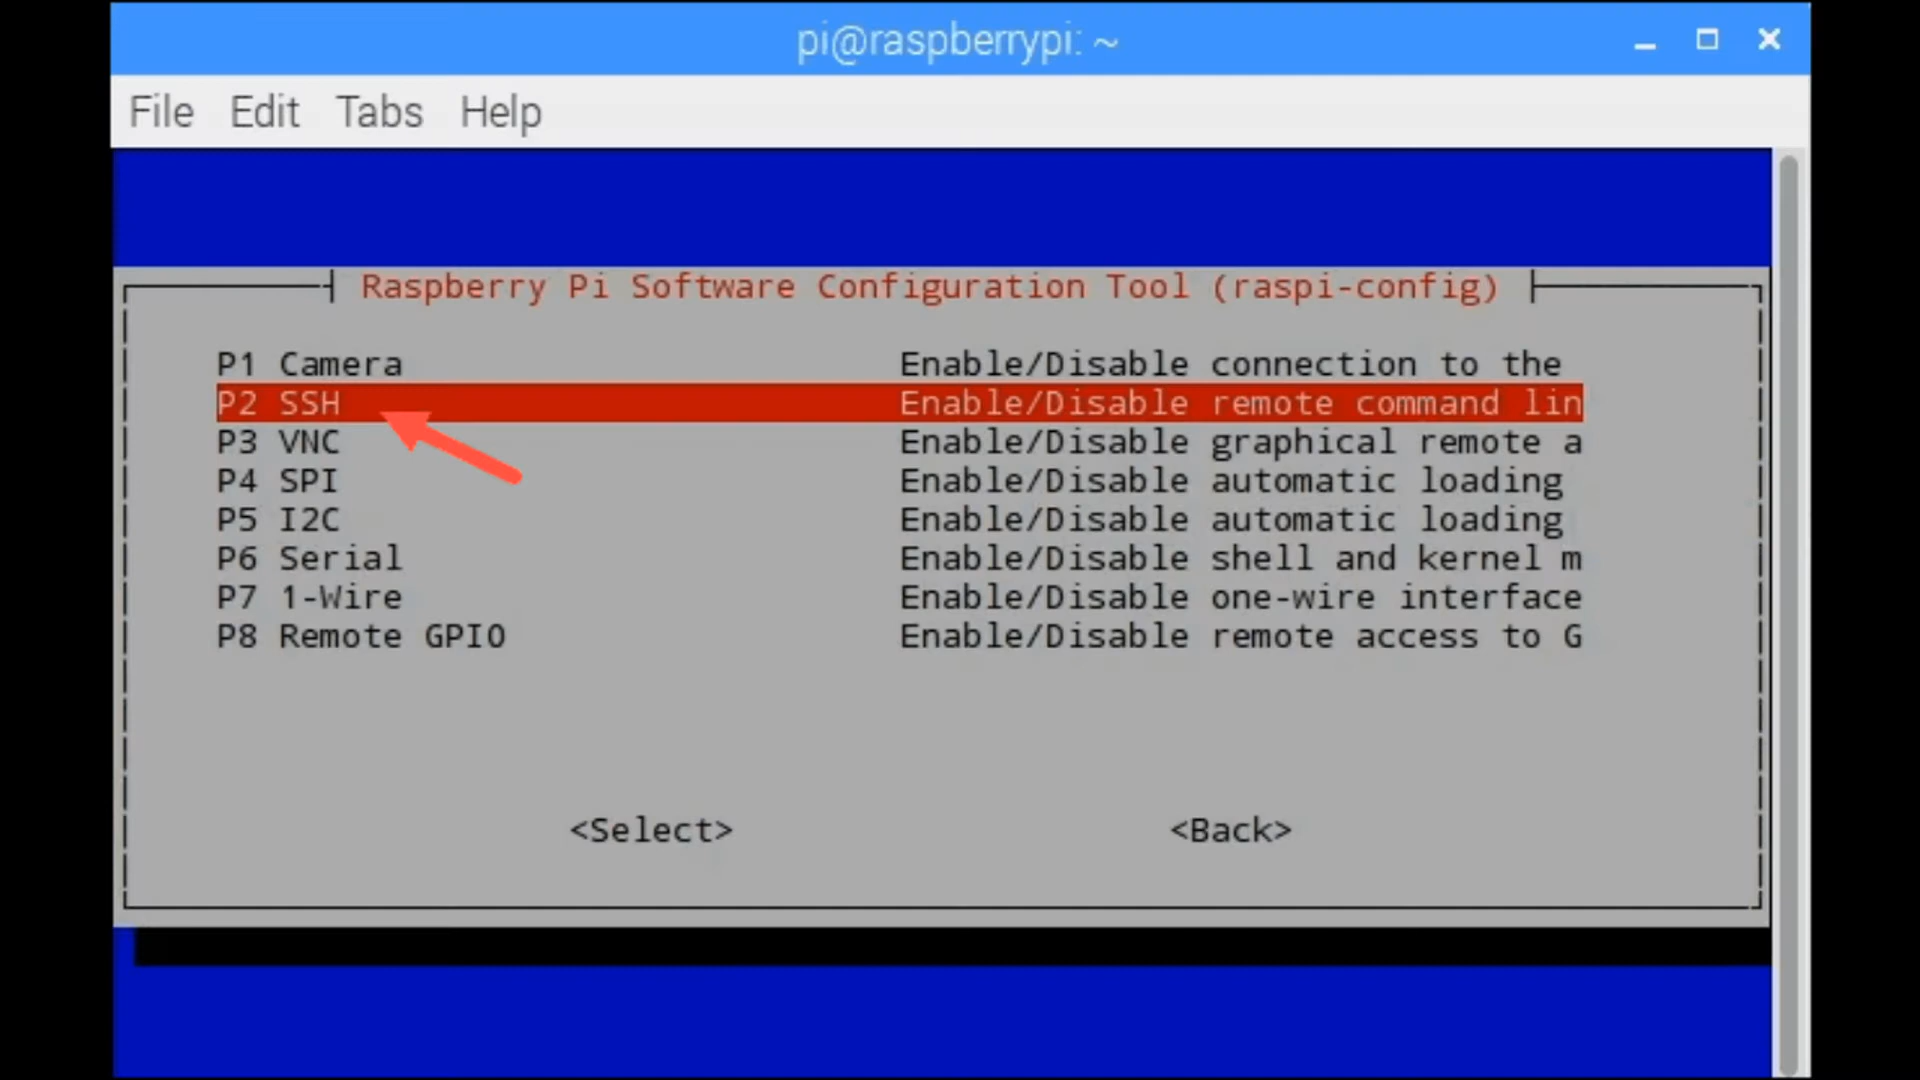 pi@raspberrypi: ~
File Edit Tabs Help
Raspberry Pi Software Configuration Tool (raspi-config)
P1 Camera Enable/Disable connection to the
P2 SSH Enable/Disable remote command lin
P3 VNC Enable/Disable graphical remote a
P4 SPI Enable/Disable automatic loading
P5 I2C Enable/Disable automatic loading
P6 Serial Enable/Disable shell and kernel m
P7 1-Wire Enable/Disable one-wire interface
P8 Remote GPIO Enable/Disable remote access to G
<Select> <Back>